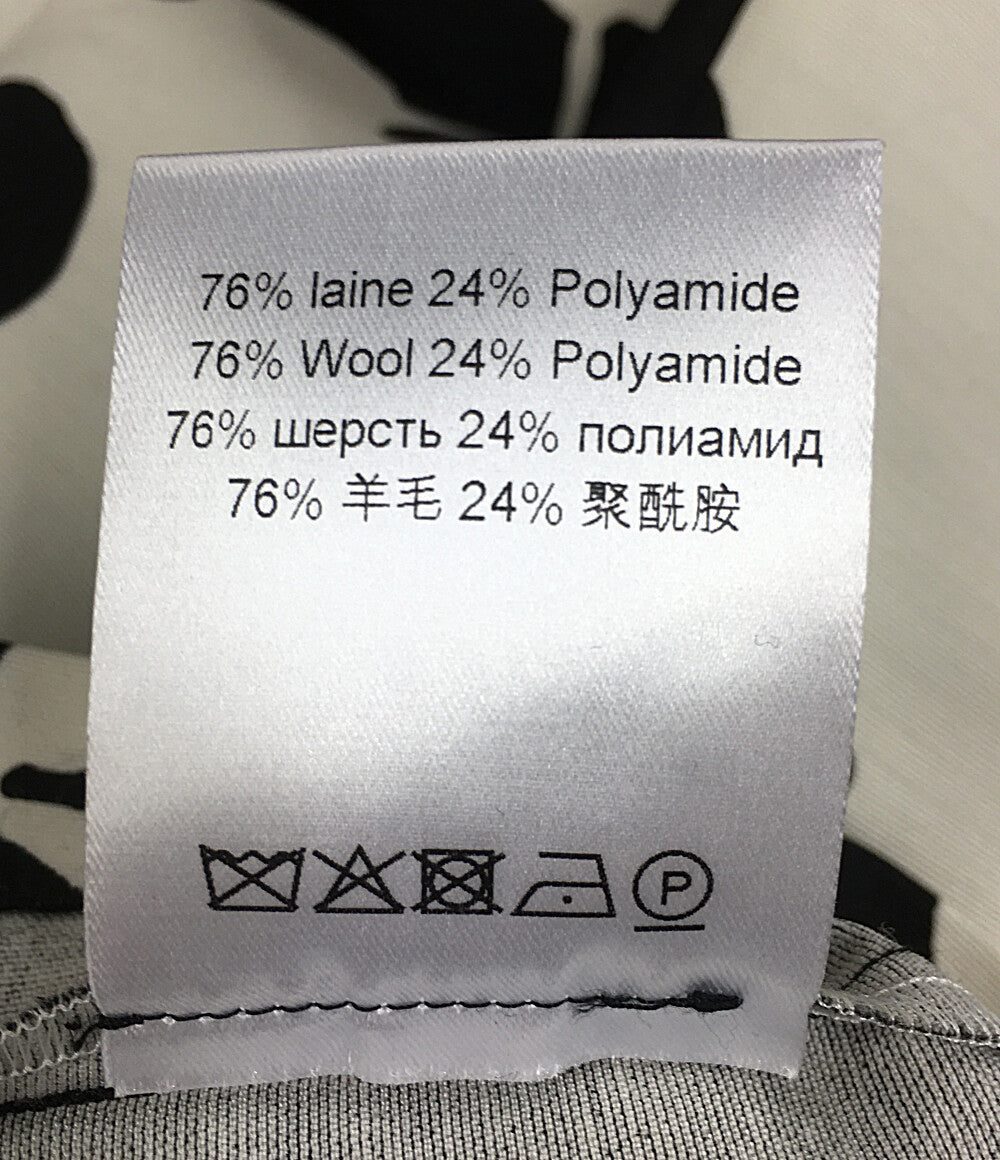 76% laine 24% Polyamide
76% Wool 24% Polyamide
76% шерсть 24% полиамид
76% 羊毛 24% 聚酰胺
P